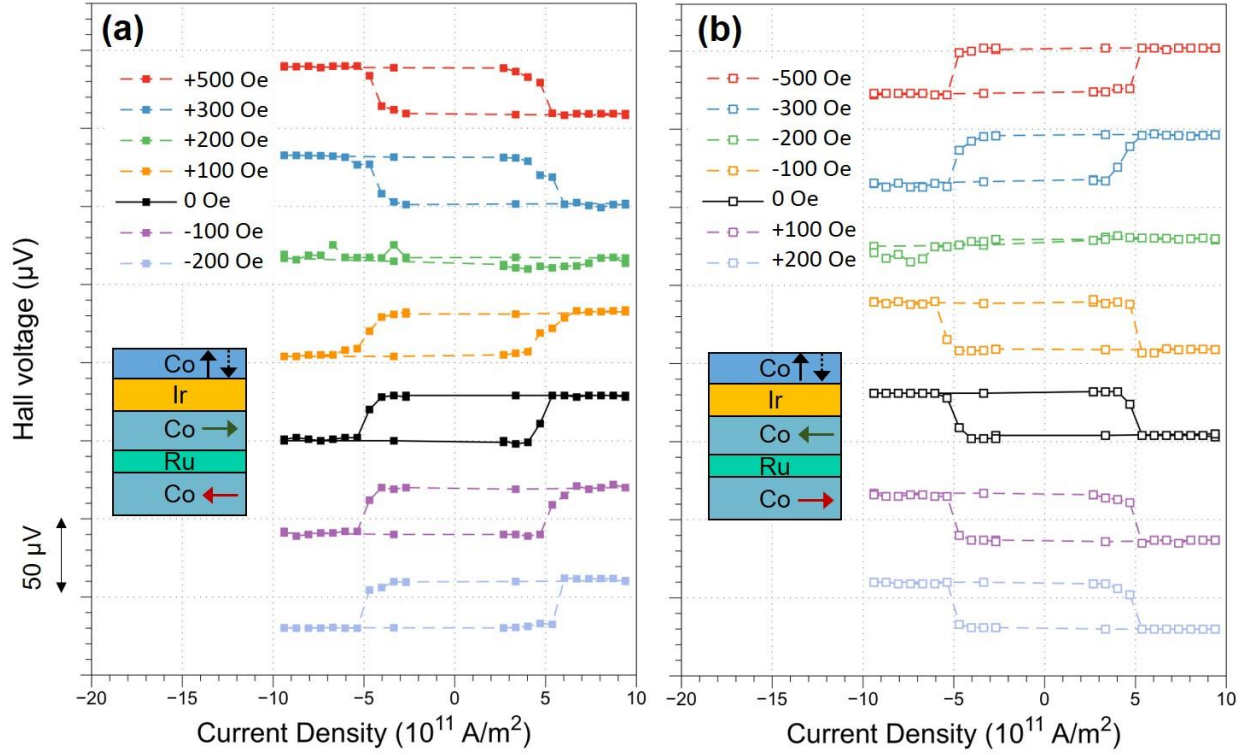 (a)
+500 Oe
+300 Oe
+200 Oe
+100 Oe
0 Oe
-100 Oe
-200 Oe
Co
Ir
Co
Ru
Co
Hall voltage (µV)
50 µV
−20
−15
−10
−5
0
5
10
Current Density (10¹¹ A/m²)
(b)
-500 Oe
-300 Oe
-200 Oe
-100 Oe
0 Oe
+100 Oe
+200 Oe
Co
Ir
Co
Ru
Co
−20
−15
−10
−5
0
5
10
Current Density (10¹¹ A/m²)